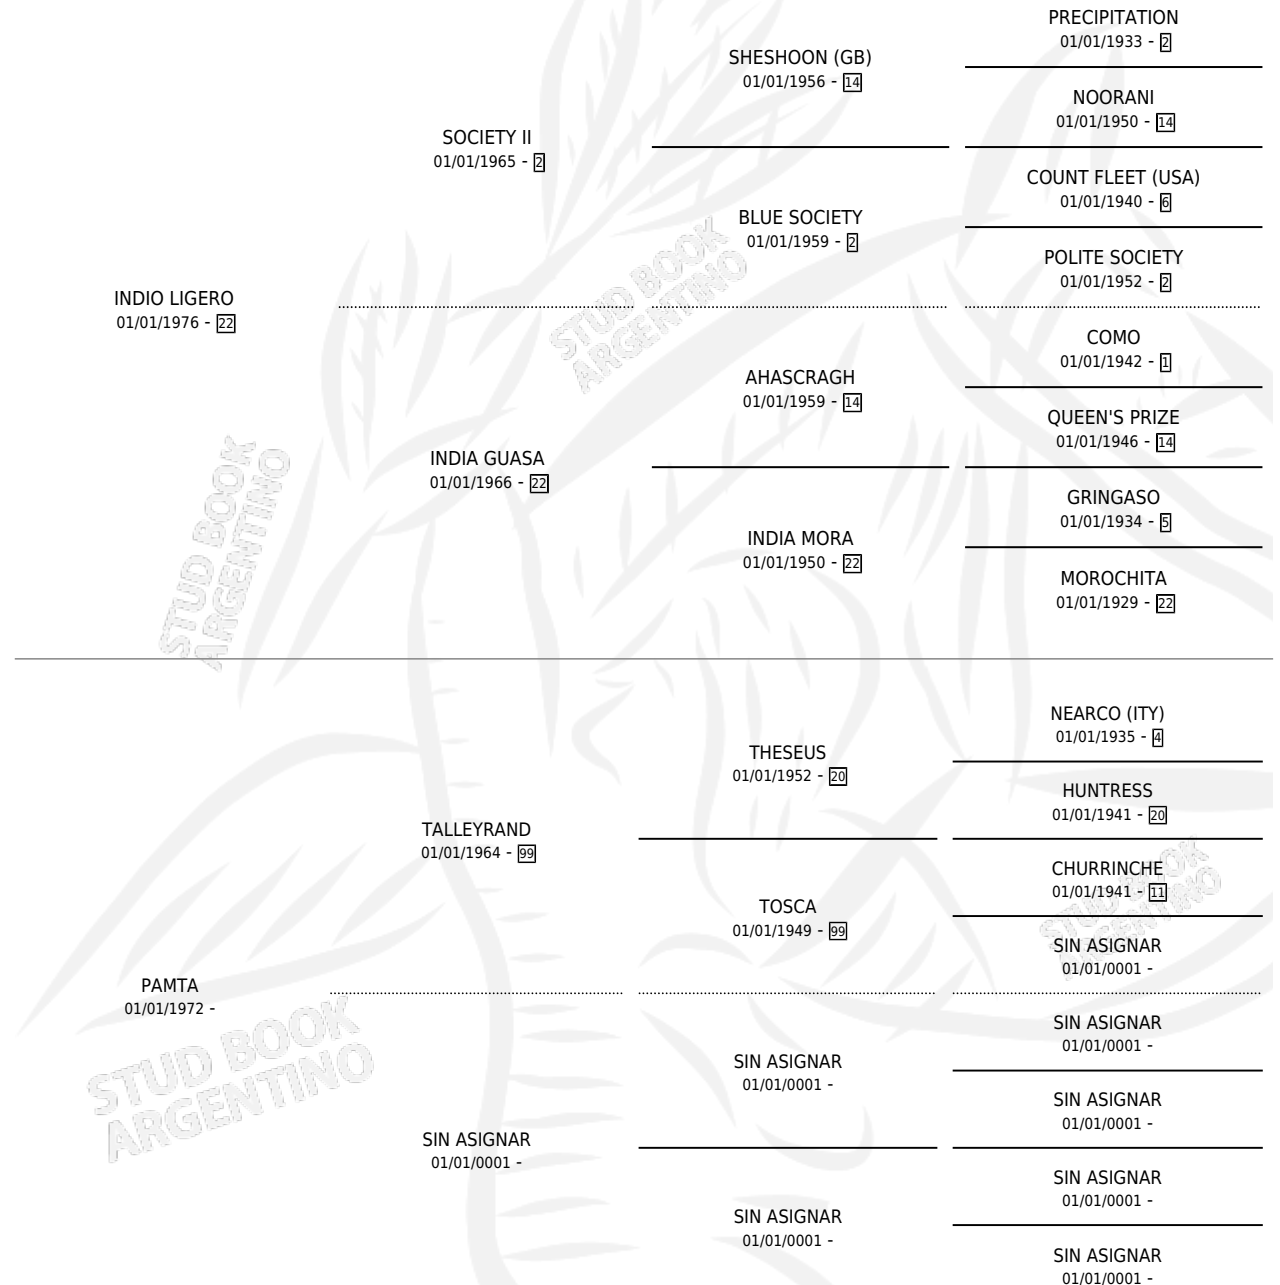 PRECIPITATION
01/01/1933 - 2
SHESHOON (GB)
01/01/1956 - 14
NOORANI
01/01/1950 - 14
SOCIETY II
01/01/1965 - 2
COUNT FLEET (USA)
01/01/1940 - 6
BLUE SOCIETY
01/01/1959 - 2
POLITE SOCIETY
01/01/1952 - 2
INDIO LIGERO
01/01/1976 - 22
COMO
01/01/1942 - 1
AHASCRAGH
01/01/1959 - 14
QUEEN'S PRIZE
01/01/1946 - 14
INDIA GUASA
01/01/1966 - 22
GRINGASO
01/01/1934 - 5
INDIA MORA
01/01/1950 - 22
MOROCHITA
01/01/1929 - 22
NEARCO (ITY)
01/01/1935 - 4
THESEUS
01/01/1952 - 20
HUNTRESS
01/01/1941 - 20
TALLEYRAND
01/01/1964 - 99
CHURRINCHE
01/01/1941 - 11
TOSCA
01/01/1949 - 99
SIN ASIGNAR
01/01/0001 -
PAMTA
01/01/1972 -
SIN ASIGNAR
01/01/0001 -
SIN ASIGNAR
01/01/0001 -
SIN ASIGNAR
01/01/0001 -
SIN ASIGNAR
01/01/0001 -
SIN ASIGNAR
01/01/0001 -
SIN ASIGNAR
01/01/0001 -
SIN ASIGNAR
01/01/0001 -
STUD BOOK
ARGENTINO
STUD BOOK
ARGENTINO
STUD BOOK
ARGENTINO
STUD BOOK
ARGENTINO